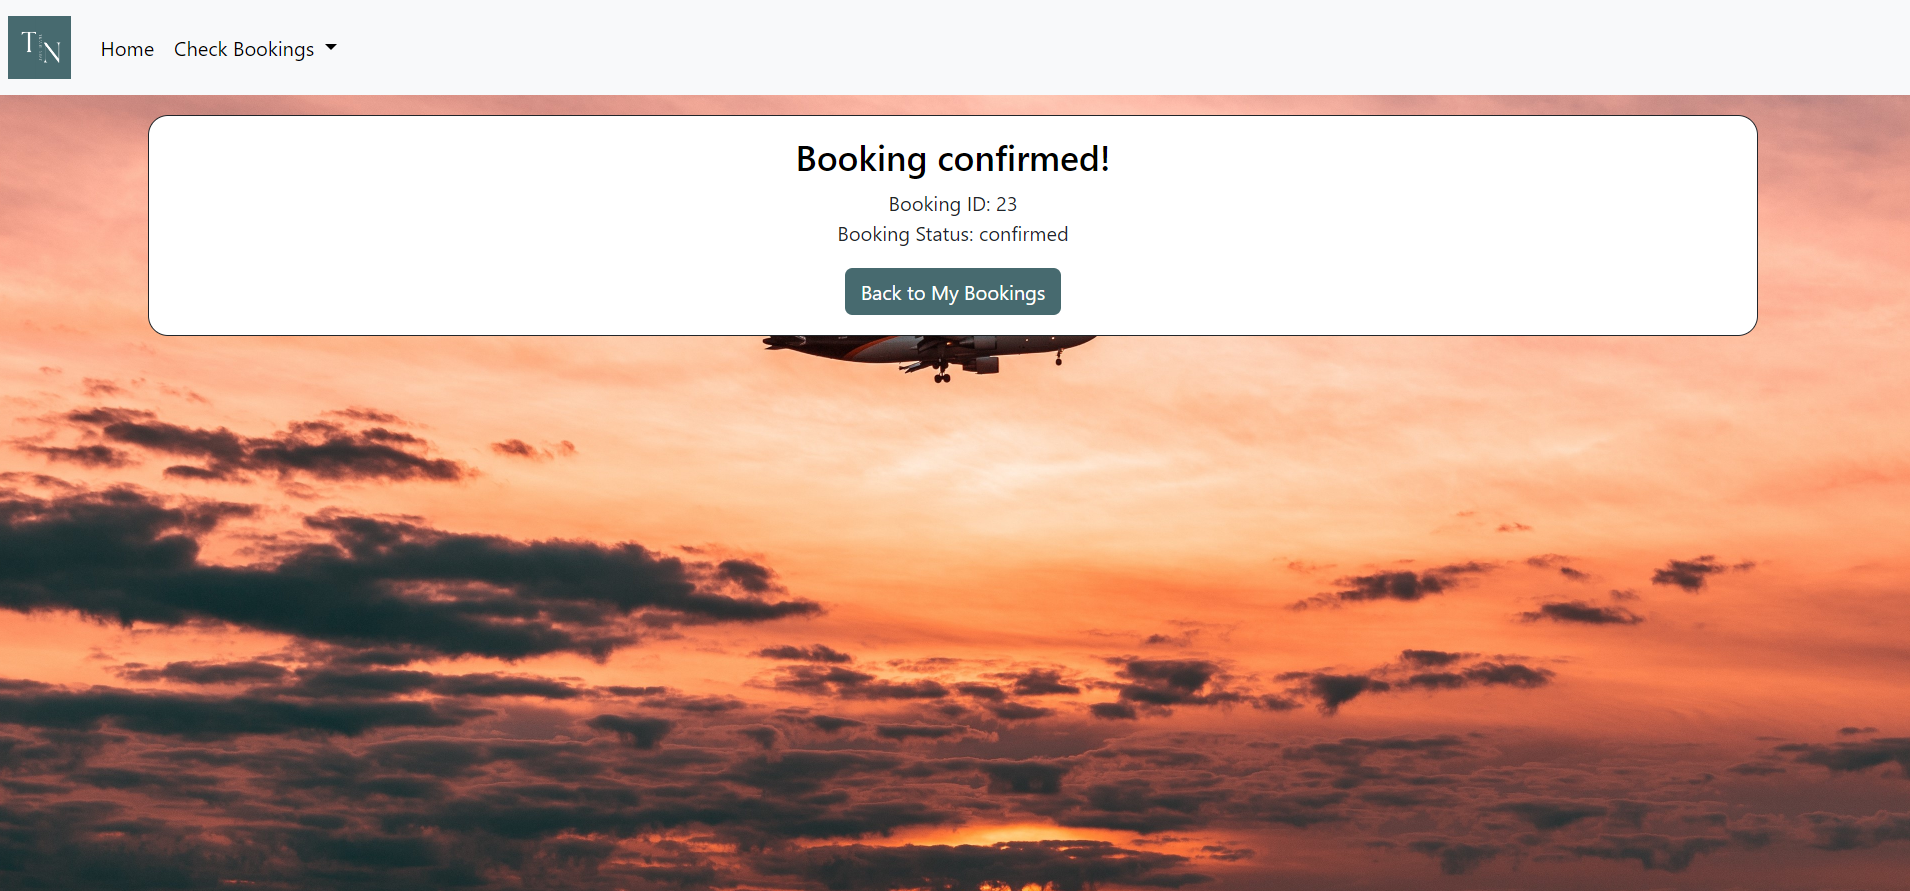 TN
Home
Check Bookings
Booking confirmed!
Booking ID: 23
Booking Status: confirmed
Back to My Bookings